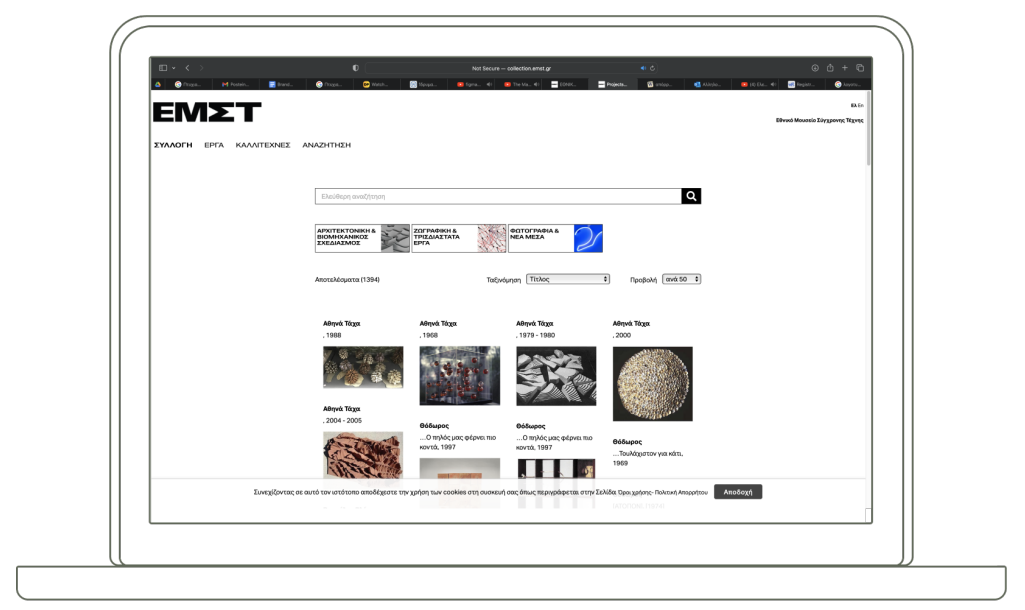 Not Secure — collection.emst.gr
ΕΜΣΤ
Ελ En
Εθνικό Μουσείο Σύγχρονης Τέχνης
ΣΥΛΛΟΓΗ ΕΡΓΑ ΚΑΛΛΙΤΕΧΝΕΣ ΑΝΑΖΗΤΗΣΗ
Ελεύθερη αναζήτηση
ΑΡΧΙΤΕΚΤΟΝΙΚΗ &
ΒΙΟΜΗΧΑΝΙΚΟΣ
ΣΧΕΔΙΑΣΜΟΣ
ΖΩΓΡΑΦΙΚΗ &
ΤΡΙΣΔΙΑΣΤΑΤΑ
ΕΡΓΑ
ΦΩΤΟΓΡΑΦΙΑ &
ΝΕΑ ΜΕΣΑ
Αποτελέσματα (1394) Ταξινόμηση Τίτλος Προβολή ανά 50
Αθηνά Τάχα
, 1988
Αθηνά Τάχα
, 1968
Αθηνά Τάχα
, 1979 - 1980
Αθηνά Τάχα
, 2000
Αθηνά Τάχα
, 2004 - 2005
Θόδωρος
...Ο πηλός μας φέρνει πιο
κοντά, 1997
Θόδωρος
...Ο πηλός μας φέρνει πιο
κοντά, 1997
Θόδωρος
...Τουλάχιστον για κάτι,
1969
Συνεχίζοντας σε αυτό τον ιστότοπο αποδέχεστε την χρήση των cookies στη συσκευή σας όπως περιγράφεται στην Σελίδα Όροι χρήσης- Πολιτική Απορρήτου Αποδοχή